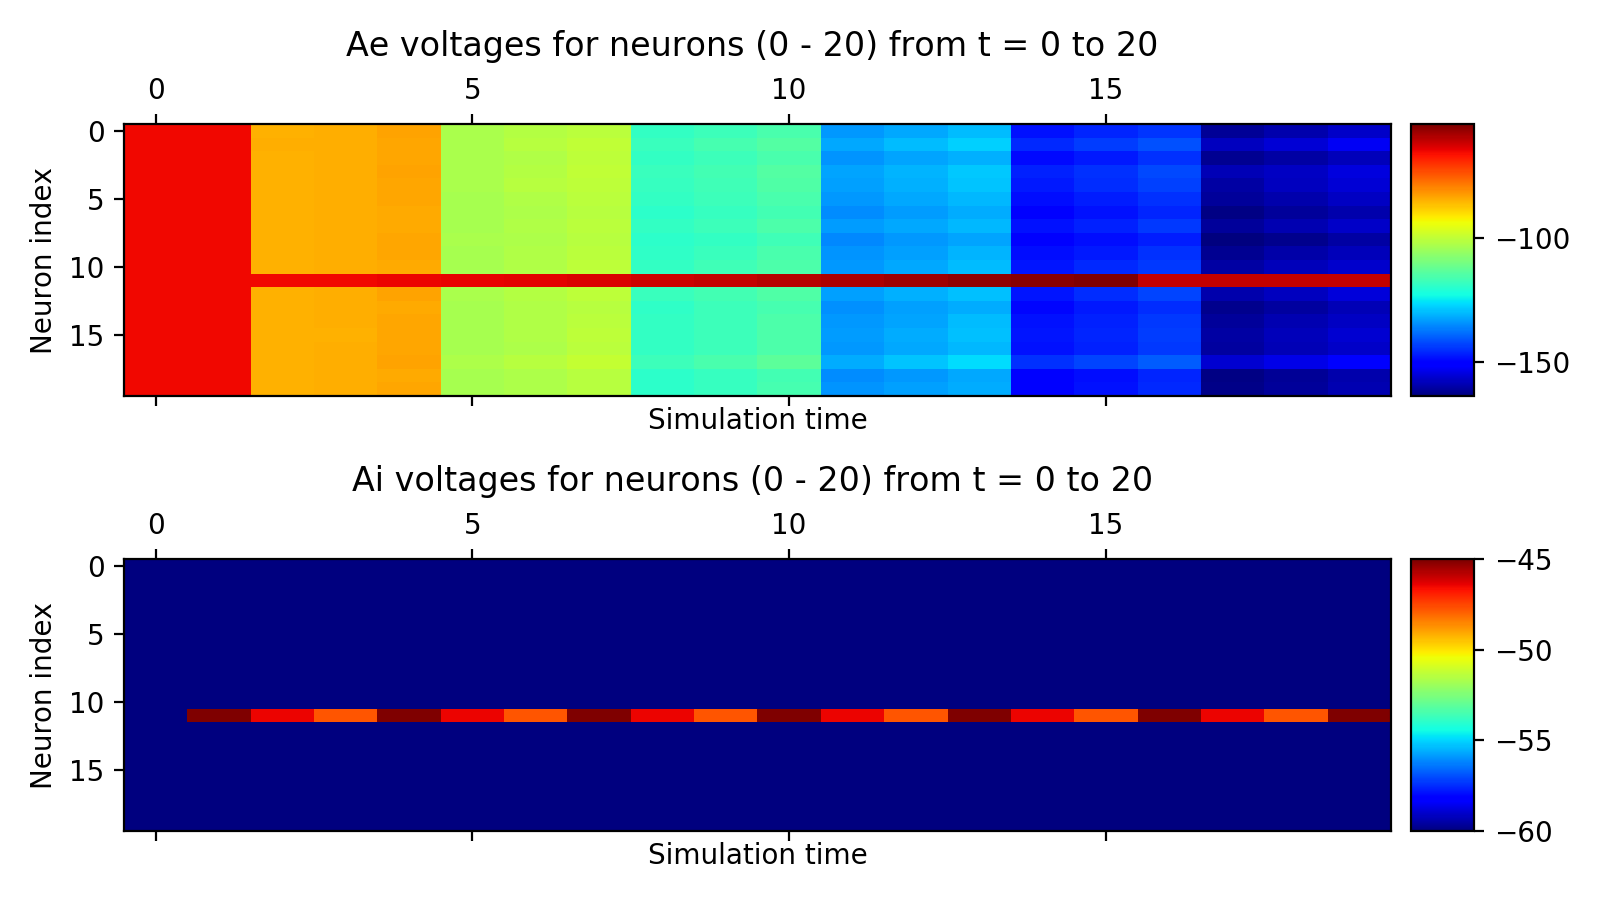 Ae voltages for neurons (0 - 20) from t = 0 to 20
0 5 10 15
Neuron index
0
5
10
15
−100
−150
Simulation time
Ai voltages for neurons (0 - 20) from t = 0 to 20
0 5 10 15
Neuron index
0
5
10
15
−45
−50
−55
−60
Simulation time